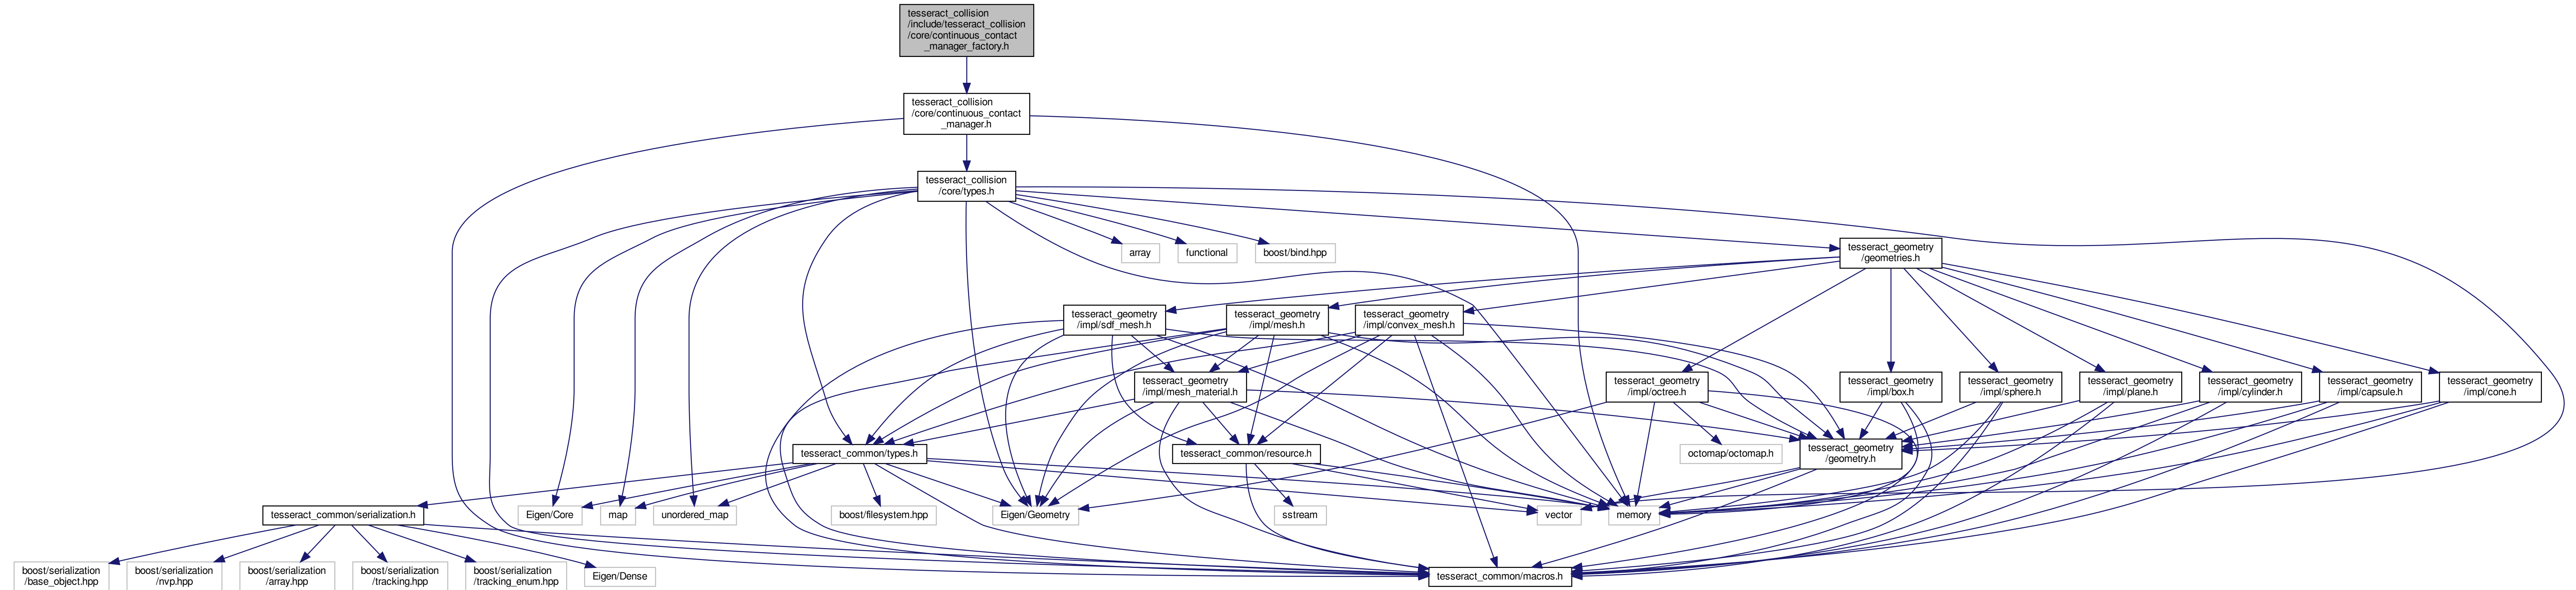 tesseract_collision
/include/tesseract_collision
/core/continuous_contact
_manager_factory.h
tesseract_collision
/core/continuous_contact
_manager.h
tesseract_collision
/core/types.h
array
functional
boost/bind.hpp
tesseract_geometry
/geometries.h
tesseract_geometry
/impl/sdf_mesh.h
tesseract_geometry
/impl/mesh.h
tesseract_geometry
/impl/convex_mesh.h
tesseract_geometry
/impl/mesh_material.h
tesseract_geometry
/impl/octree.h
tesseract_geometry
/impl/box.h
tesseract_geometry
/impl/sphere.h
tesseract_geometry
/impl/plane.h
tesseract_geometry
/impl/cylinder.h
tesseract_geometry
/impl/capsule.h
tesseract_geometry
/impl/cone.h
tesseract_common/types.h
tesseract_common/resource.h
octomap/octomap.h
tesseract_geometry
/geometry.h
tesseract_common/serialization.h
Eigen/Core
map
unordered_map
boost/filesystem.hpp
Eigen/Geometry
sstream
vector
memory
boost/serialization
/base_object.hpp
boost/serialization
/nvp.hpp
boost/serialization
/array.hpp
boost/serialization
/tracking.hpp
boost/serialization
/tracking_enum.hpp
Eigen/Dense
tesseract_common/macros.h